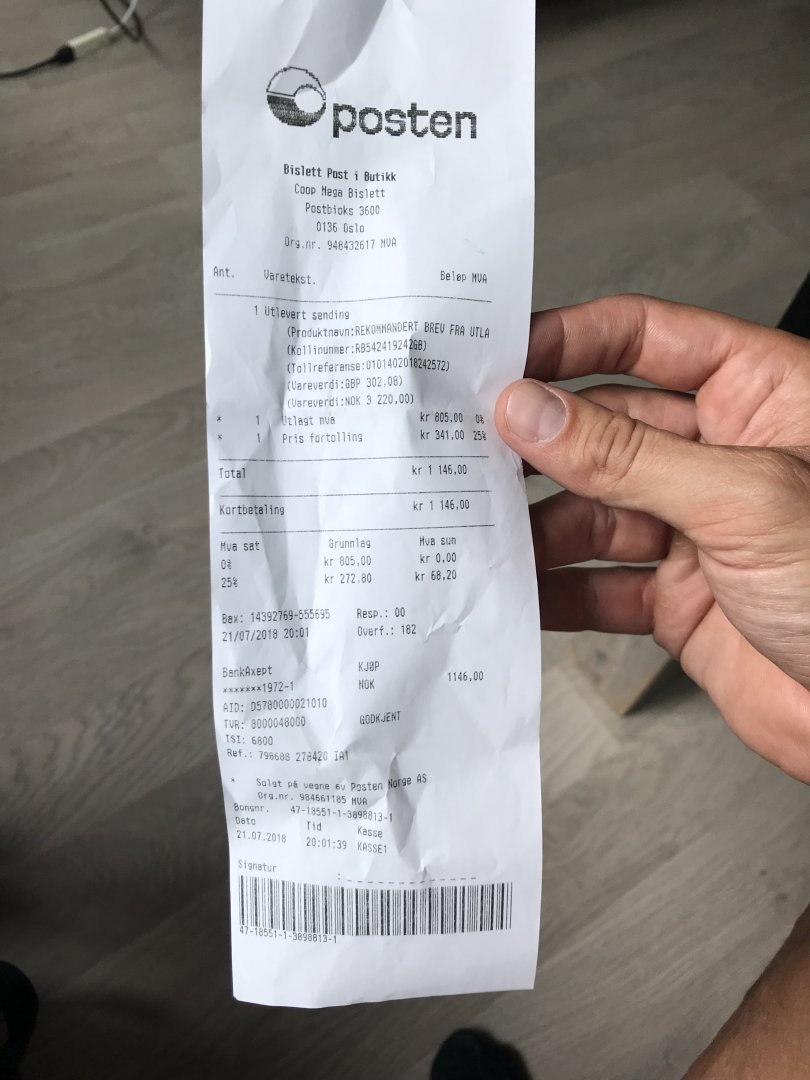 posten
Bislett Post i Butikk
Coop Mega Bislett
Postbioks 3600
0136 Oslo
Org.nr. 948432617 MVA
Ant. Varetekst. Beløp MVA
1 Utlevert sending
(Produktnavn:REKOMMANDERT BREV FRA UTLA
(Kollinummer:RB542419242GB)
(Tollreferanse:0101402018242572)
(Vareverdi:GBP 302,08)
(Vareverdi:NOK 3 220,00)
* 1 Utlagt mva kr 805,00 0%
* 1 Pris fortolling kr 341,00 25%
Total kr 1 146,00
Kortbetaling kr 1 146,00
Mva sat Grunnlag Mva sum
0% kr 805,00 kr 0,00
25% kr 272,80 kr 68,20
Bax: 14392769-555695 Resp.: 00
21/07/2018 20:01 Overf.: 182
BankAxept KJØP
*******1972-1 NOK 1146,00
AID: D5780000021010
TVR: 8000048000 GODKJENT
TSI: 6800
Ref.: 798688 278420 IA1
* Solgt på vegne av Posten Norge AS
Org.nr. 984661185 MVA
Bongnr. 47-18551-1-3898813-1
Dato Tid Kasse
21.07.2018 20:01:39 KASSE1
Signatur :_ _ _ _ _ _ _ _ _ _ _ _
47-18551-1-3898813-1